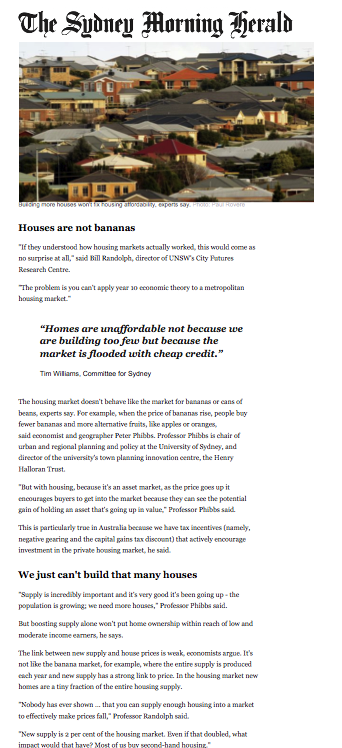 The Sydney Morning Herald
Building more houses won't fix housing affordability, experts say. Photo: Paul Rovere
Houses are not bananas
"If they understood how housing markets actually worked, this would come as
no surprise at all," said Bill Randolph, director of UNSW's City Futures
Research Centre.
"The problem is you can't apply year 10 economic theory to a metropolitan
housing market."
“Homes are unaffordable not because we
are building too few but because the
market is flooded with cheap credit.”
Tim Williams, Committee for Sydney
The housing market doesn't behave like the market for bananas or cans of
beans, experts say. For example, when the price of bananas rise, people buy
fewer bananas and more alternative fruits, like apples or oranges,
said economist and geographer Peter Phibbs. Professor Phibbs is chair of
urban and regional planning and policy at the University of Sydney, and
director of the university's town planning innovation centre, the Henry
Halloran Trust.
"But with housing, because it's an asset market, as the price goes up it
encourages buyers to get into the market because they can see the potential
gain of holding an asset that's going up in value," Professor Phibbs said.
This is particularly true in Australia because we have tax incentives (namely,
negative gearing and the capital gains tax discount) that actively encourage
investment in the private housing market, he said.
We just can't build that many houses
"Supply is incredibly important and it's very good it's been going up - the
population is growing; we need more houses," Professor Phibbs said.
But boosting supply alone won't put home ownership within reach of low and
moderate income earners, he says.
The link between new supply and house prices is weak, economists argue. It's
not like the banana market, for example, where the entire supply is produced
each year and new supply has a strong link to price. In the housing market new
homes are a tiny fraction of the entire housing supply.
"Nobody has ever shown ... that you can supply enough housing into a market
to effectively make prices fall," Professor Randolph said.
"New supply is 2 per cent of the housing market. Even if that doubled, what
impact would that have? Most of us buy second-hand housing."